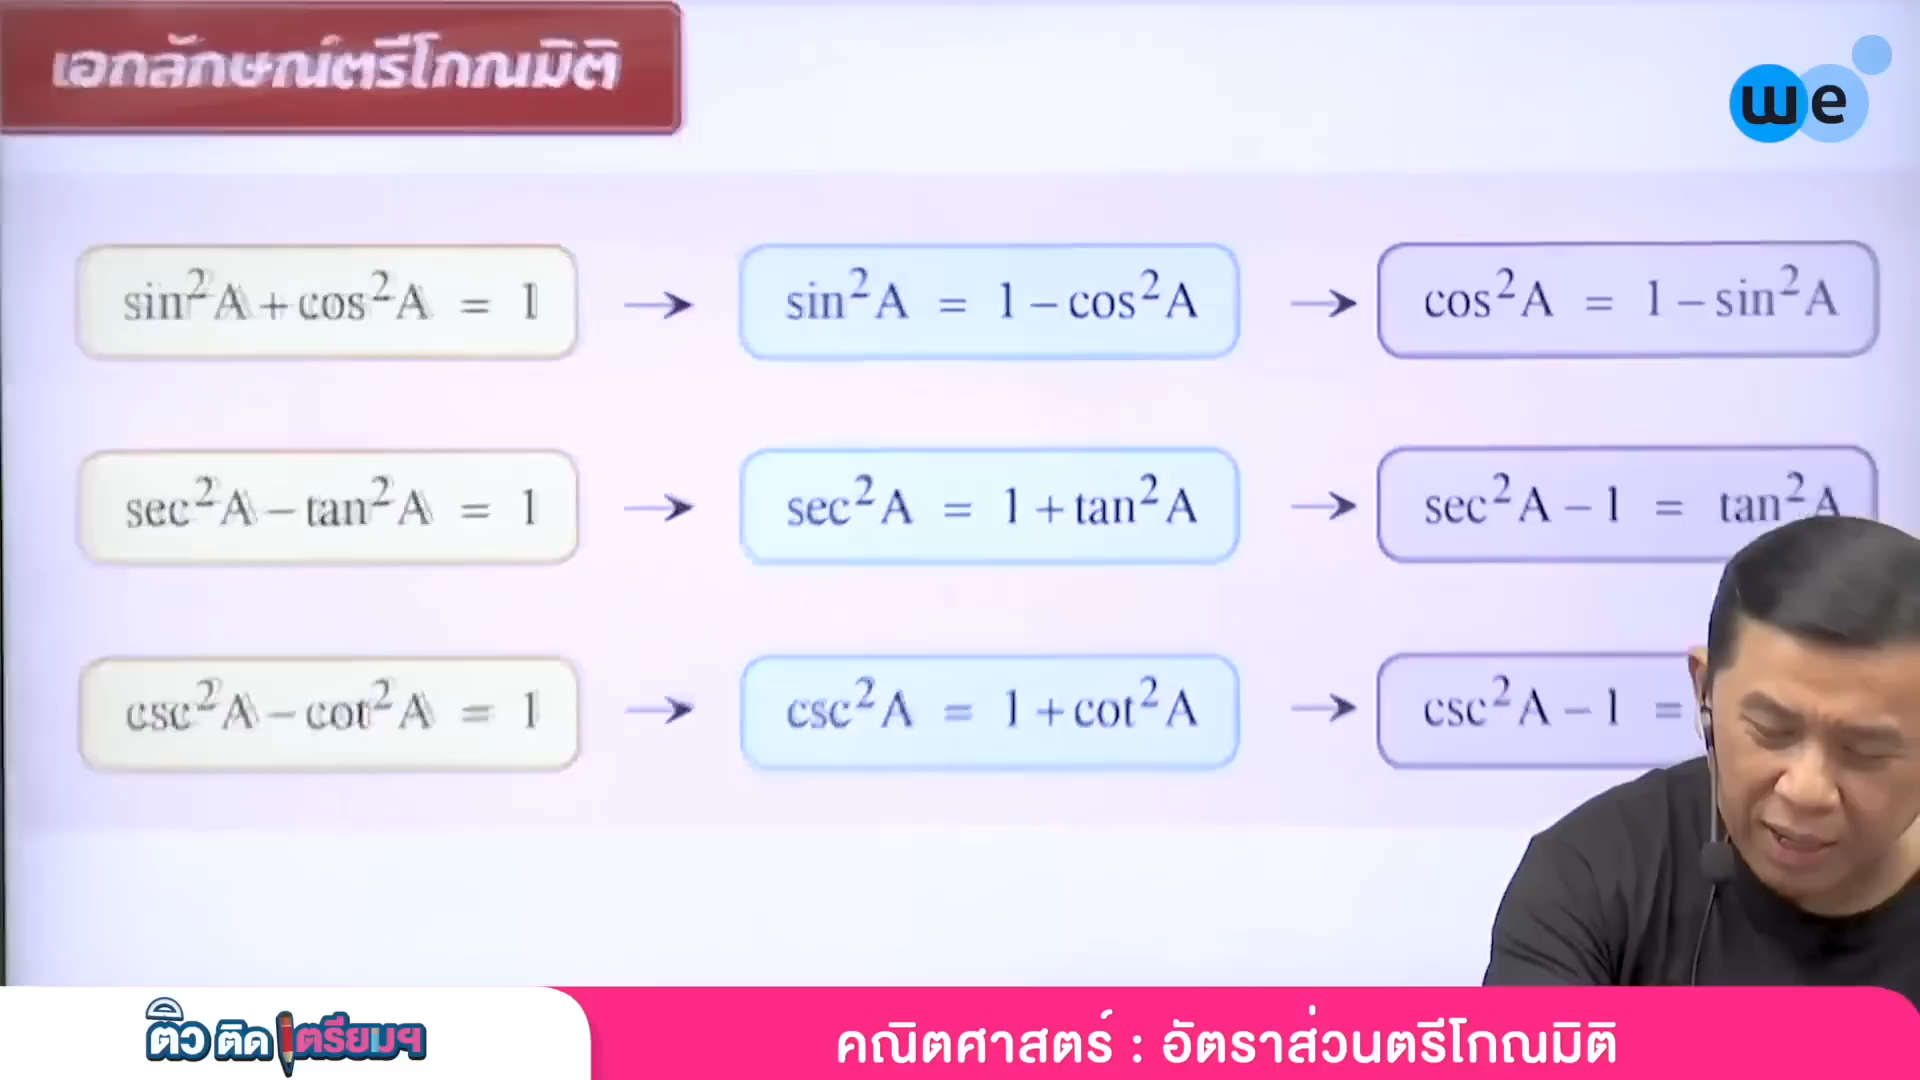 เอกลักษณ์ตรีโกณมิติ
we
sin²A + cos²A = 1 → sin²A = 1 – cos²A → cos²A = 1 – sin²A
sec²A – tan²A = 1 → sec²A = 1 + tan²A → sec²A – 1 = tan²A
csc²A – cot²A = 1 → csc²A = 1 + cot²A → csc²A – 1 =
ติว ติด เตรียมฯ
คณิตศาสตร์ : อัตราส่วนตรีโกณมิติ